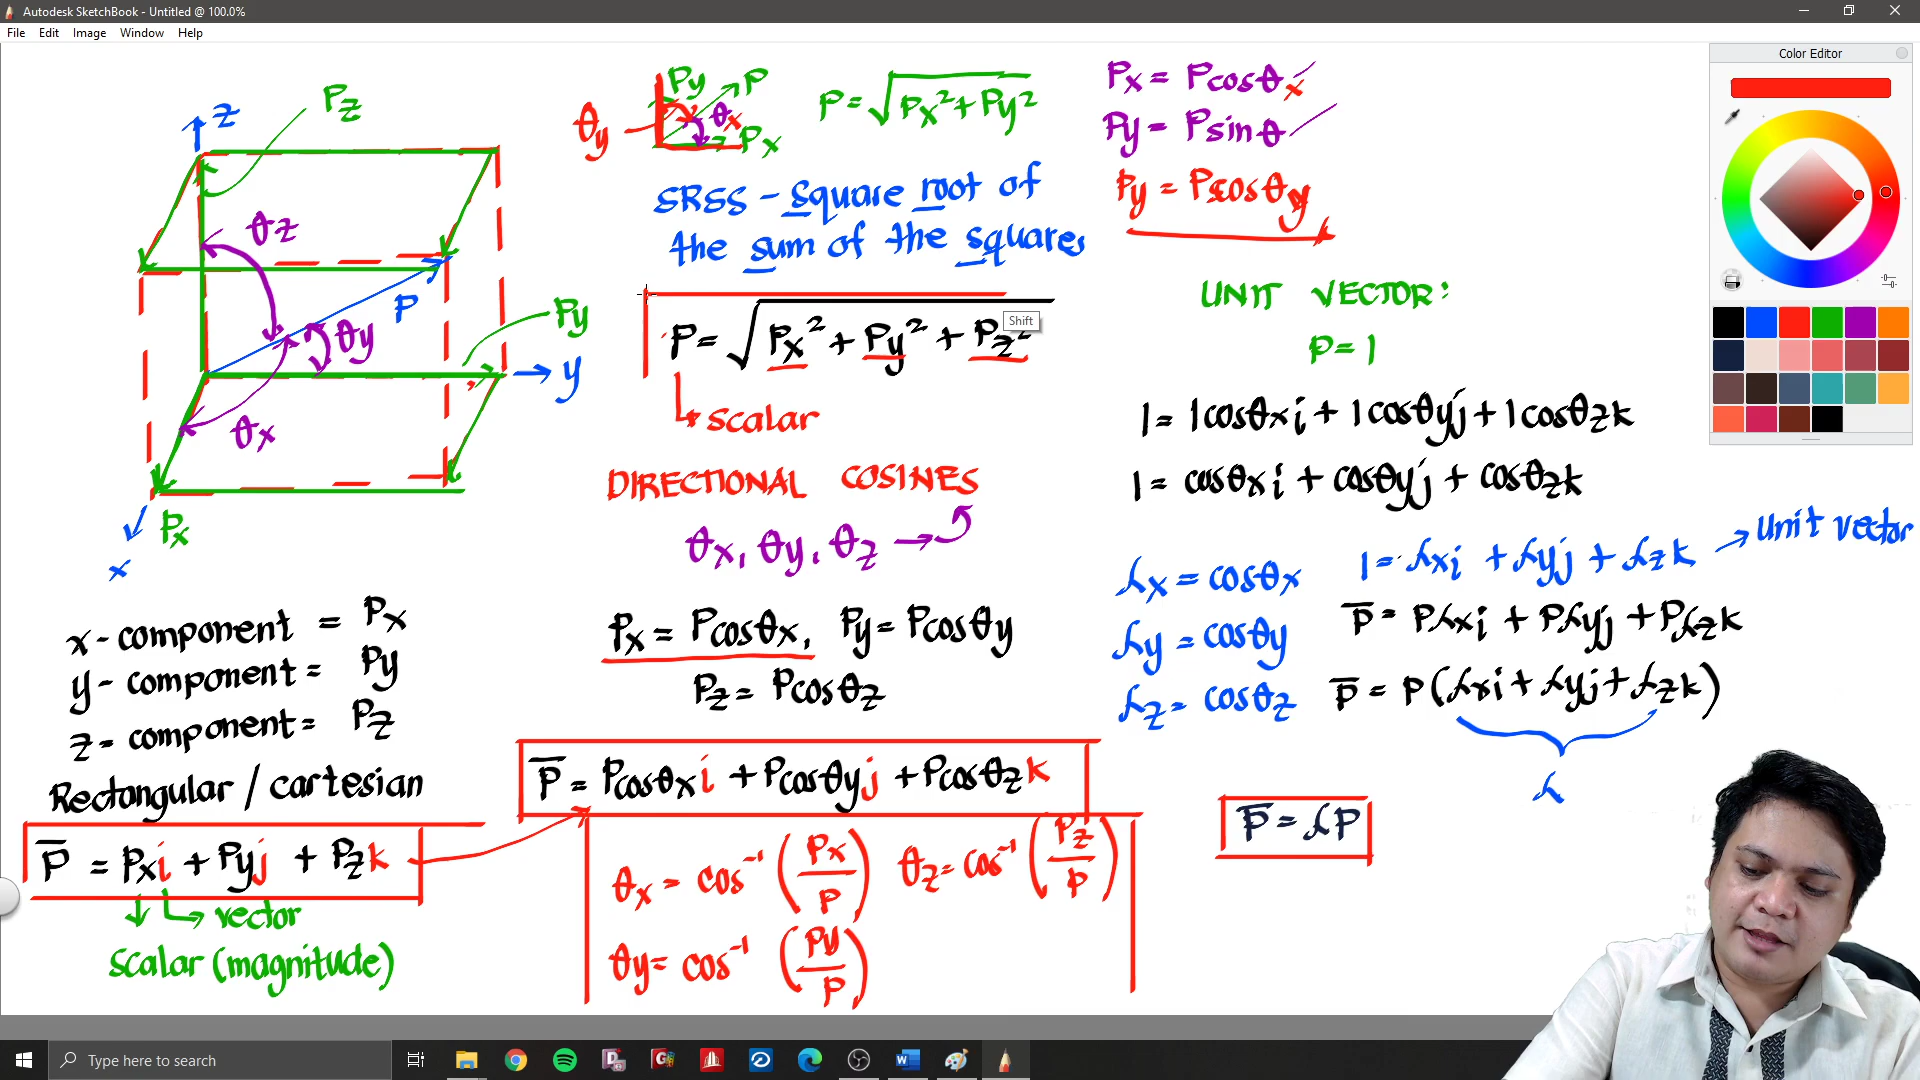 Autodesk SketchBook - Untitled @ 100.0%
File Edit Image Window Help
Color Editor
z
Pz
θz
P
θy
Py
y
θx
Px
x
x - component = Px
y - component = Py
z = component = Pz
Rectangular / cartesian
P̅ = Pxi + Pyj + Pzk
vector
scalar (magnitude)
Py P
θy θx
Px
P = √Px² + Py²
SRSS - Square root of
the sum of the squares
P = √Px² + Py² + Pz²
Shift
scalar
DIRECTIONAL COSINES
θx, θy, θz →
Px = Pcosθx, Py = Pcosθy
Pz = Pcosθz
P̅ = Pcosθxi + Pcosθyj + Pcosθzk
θx = cos⁻¹ (Px/P) θz = cos⁻¹ (Pz/P)
θy = cos⁻¹ (Py/P)
Px = Pcosθx
Py = Psinθ
Py = Pcosθy
UNIT VECTOR:
P = 1
1 = 1cosθxi + 1cosθyj + 1cosθzk
1 = cosθxi + cosθyj + cosθzk
λx = cosθx
λy = cosθy
λz = cosθz
1 = λxi + λyj + λzk → Unit vector
P̅ = Pλxi + Pλyj + Pλzk
P̅ = P(λxi + λyj + λzk)
λ
P̅ = λP
Type here to search